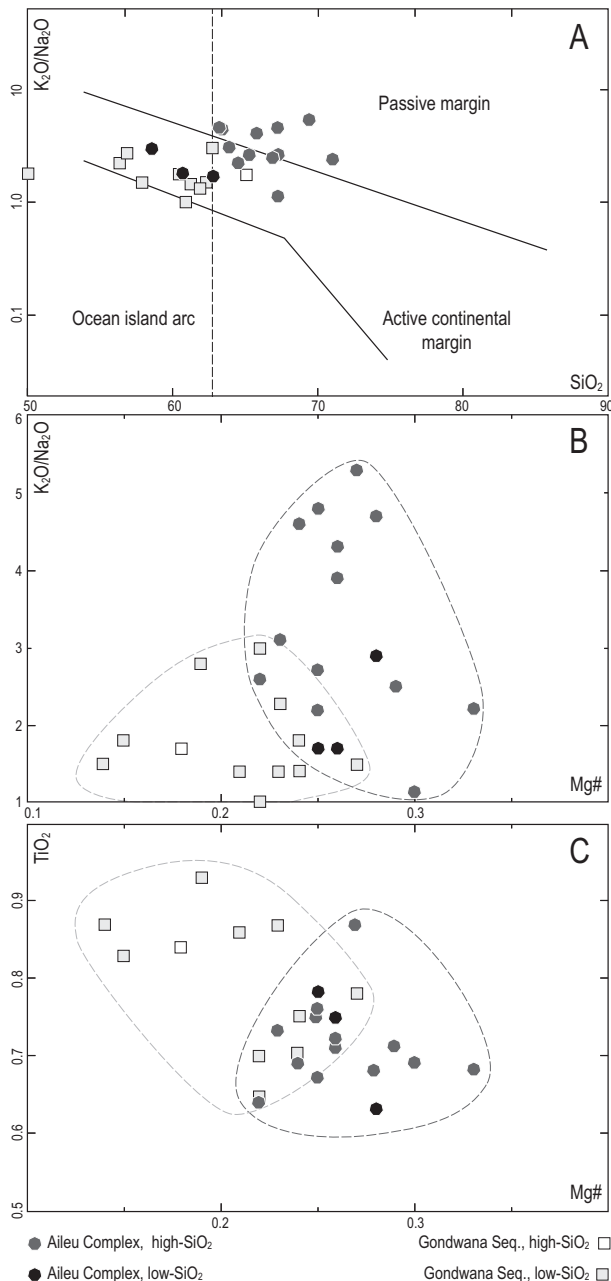 A
K₂O/Na₂O
10
1.0
0.1
Passive margin
Ocean island arc
Active continental
margin
SiO₂
50 60 70 80 90
B
K₂O/Na₂O
6
5
4
3
2
1
0.1 0.2 0.3
Mg#
C
TiO₂
0.9
0.8
0.7
0.6
0.5
Mg#
0.2 0.3
Aileu Complex, high-SiO₂
Gondwana Seq., high-SiO₂
Aileu Complex, low-SiO₂
Gondwana Seq., low-SiO₂